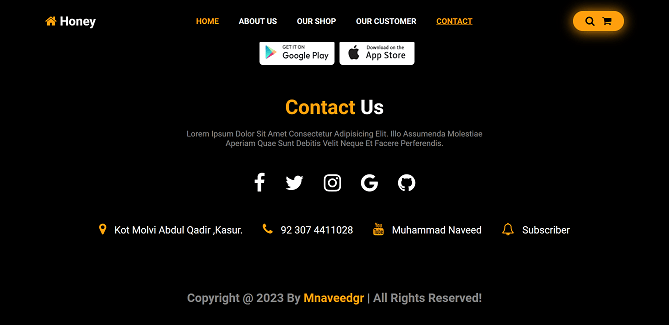 Honey
HOME ABOUT US OUR SHOP OUR CUSTOMER CONTACT
GET IT ON
Google Play
Download on the
App Store
Contact Us
Lorem Ipsum Dolor Sit Amet Consectetur Adipisicing Elit. Illo Assumenda Molestiae
Aperiam Quae Sunt Debitis Velit Neque Et Facere Perferendis.
Kot Molvi Abdul Qadir ,Kasur. 92 307 4411028 You Tube Muhammad Naveed Subscriber
Copyright @ 2023 By Mnaveedgr | All Rights Reserved!